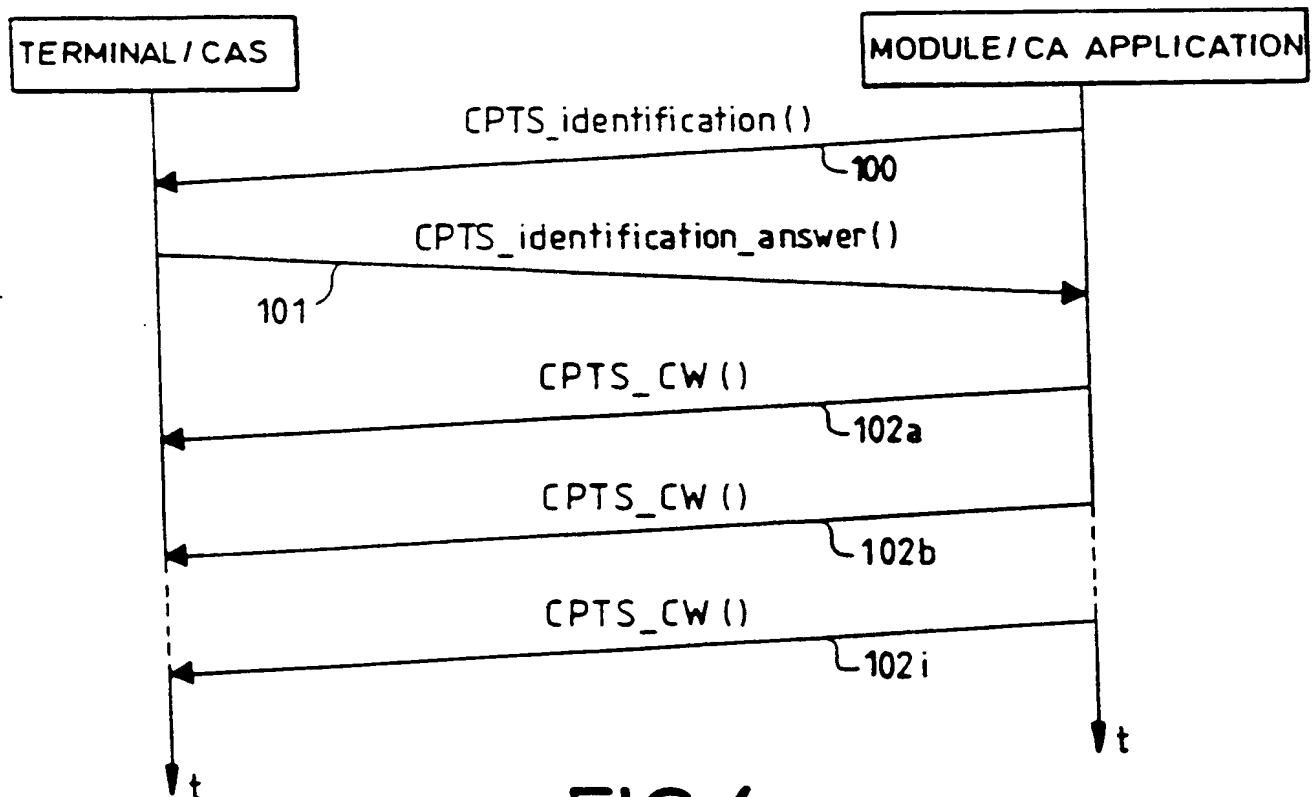 TERMINAL/CAS
MODULE/CA APPLICATION
CPTS_identification()
100
CPTS_identification_answer()
101
CPTS_CW()
102a
CPTS_CW()
102b
CPTS_CW()
102i
t
t